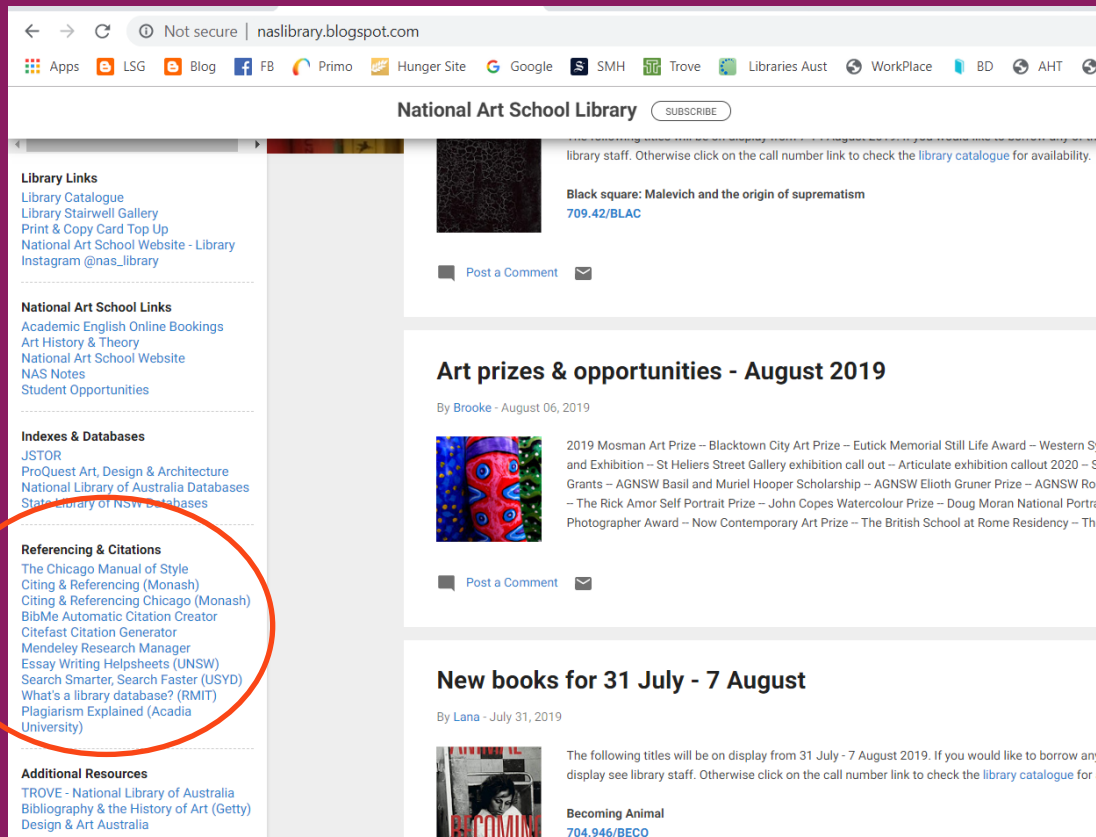 Not secure | naslibrary.blogspot.com
Apps LSG Blog FB Primo Hunger Site Google SMH Trove Libraries Aust WorkPlace BD AHT
National Art School Library SUBSCRIBE
Library Links
Library Catalogue
Library Stairwell Gallery
Print & Copy Card Top Up
National Art School Website - Library
Instagram @nas_library
National Art School Links
Academic English Online Bookings
Art History & Theory
National Art School Website
NAS Notes
Student Opportunities
Indexes & Databases
JSTOR
ProQuest Art, Design & Architecture
National Library of Australia Databases
State Library of NSW Databases
Referencing & Citations
The Chicago Manual of Style
Citing & Referencing (Monash)
Citing & Referencing Chicago (Monash)
BibMe Automatic Citation Creator
Citefast Citation Generator
Mendeley Research Manager
Essay Writing Helpsheets (UNSW)
Search Smarter, Search Faster (USYD)
What's a library database? (RMIT)
Plagiarism Explained (Acadia
University)
Additional Resources
TROVE - National Library of Australia
Bibliography & the History of Art (Getty)
Design & Art Australia
library staff. Otherwise click on the call number link to check the library catalogue for availability.
Black square: Malevich and the origin of suprematism
709.42/BLAC
Post a Comment
Art prizes & opportunities - August 2019
By Brooke - August 06, 2019
2019 Mosman Art Prize -- Blacktown City Art Prize -- Eutick Memorial Still Life Award -- Western
and Exhibition -- St Heliers Street Gallery exhibition call out -- Articulate exhibition callout 2020 --
Grants -- AGNSW Basil and Muriel Hooper Scholarship -- AGNSW Elioth Gruner Prize -- AGNSW
-- The Rick Amor Self Portrait Prize -- John Copes Watercolour Prize -- Doug Moran National
Photographer Award -- Now Contemporary Art Prize -- The British School at Rome Residency --
Post a Comment
New books for 31 July - 7 August
By Lana - July 31, 2019
The following titles will be on display from 31 July - 7 August 2019. If you would like to borrow
display see library staff. Otherwise click on the call number link to check the library catalogue for
Becoming Animal
704.946/BECO